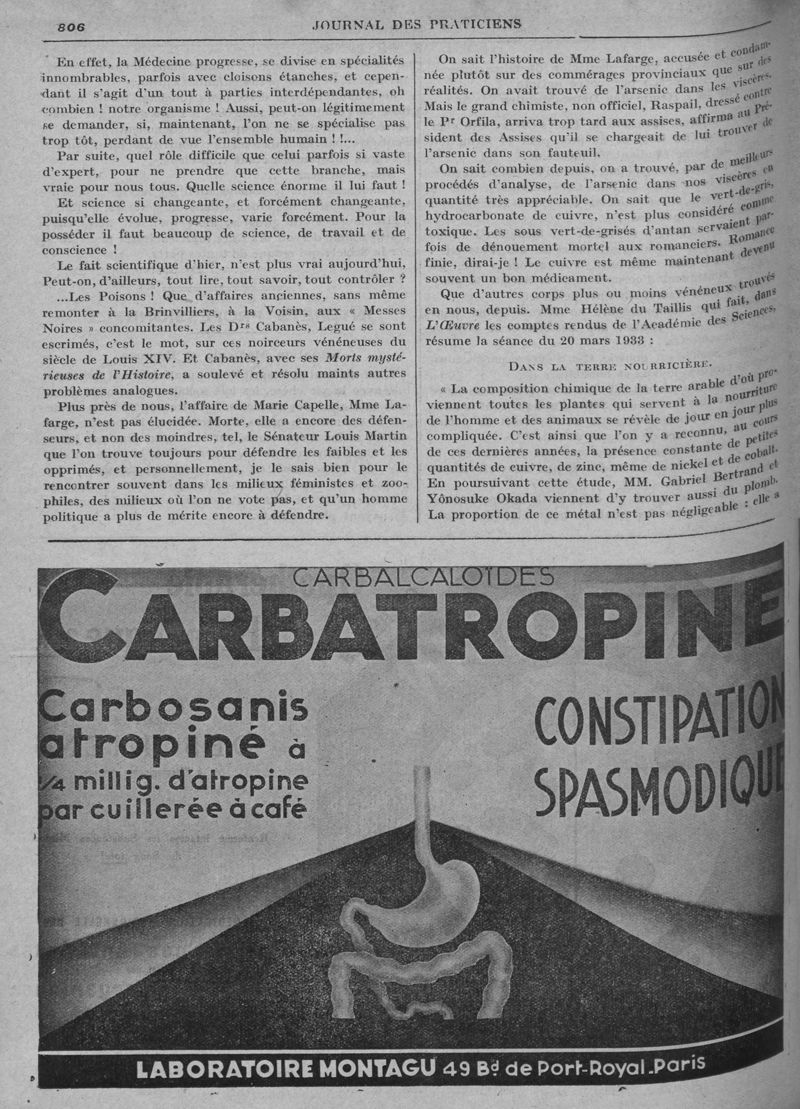 806
JOURNAL DES PRATICIENS
En effet, la Médecine progresse, se divise en spécialités
innombrables, parfois avec cloisons étanches, et cepen-
dant il s'agit d'un tout à parties interdépendantes, oh
combien ! notre organisme ! Aussi, peut-on légitimement
se demander, si, maintenant, l'on ne se spécialise pas
trop tôt, perdant de vue l'ensemble humain ! !...
Par suite, quel rôle difficile que celui parfois si vaste
d'expert, pour ne prendre que cette branche, mais
vraie pour nous tous. Quelle science énorme il lui faut !
Et science si changeante, et forcément changeante,
puisqu'elle évolue, progresse, varie forcément. Pour la
posséder il faut beaucoup de science, de travail et de
conscience !
Le fait scientifique d'hier, n'est plus vrai aujourd'hui,
Peut-on, d'ailleurs, tout lire, tout savoir, tout contrôler ?
...Les Poisons ! Que d'affaires anciennes, sans même
remonter à la Brinvilliers, à la Voisin, aux « Messes
Noires » concomitantes. Les Drs Cabanès, Legué se sont
escrimés, c'est le mot, sur ces noirceurs vénéneuses du
siècle de Louis XIV. Et Cabanès, avec ses Morts mysté-
rieuses de l'Histoire, a soulevé et résolu maints autres
problèmes analogues.
Plus près de nous, l'affaire de Marie Capelle, Mme La-
farge, n'est pas élucidée. Morte, elle a encore des défen-
seurs, et non des moindres, tel, le Sénateur Louis Martin
que l'on trouve toujours pour défendre les faibles et les
opprimés, et personnellement, je le sais bien pour le
rencontrer souvent dans les milieux féministes et zoo-
philes, des milieux où l'on ne vote pas, et qu'un homme
politique a plus de mérite encore à défendre.
On sait l'histoire de Mme Lafarge, accusée et condam-
née plutôt sur des commérages provinciaux que sur des
réalités. On avait trouvé de l'arsenic dans les viscères.
Mais le grand chimiste, non officiel, Raspail, dressé contre
le Pr Orfila, arriva trop tard aux assises, affirma au Pré-
sident des Assises qu'il se chargeait de lui trouver de
l'arsenic dans son fauteuil.
On sait combien depuis, on a trouvé, par de meilleurs
procédés d'analyse, de l'arsenic dans nos viscères en
quantité très appréciable. On sait que le vert-de-gris,
hydrocarbonate de cuivre, n'est plus considéré comme
toxique. Les sous vert-de-grisés d'antan servaient par-
fois de dénouement mortel aux romanciers. Romance
finie, dirai-je ! Le cuivre est même maintenant devenu
souvent un bon médicament.
Que d'autres corps plus ou moins vénéneux trouvés
en nous, depuis. Mme Hélène du Taillis qui fait, dans
L'Œuvre les comptes rendus de l'Académie des Sciences,
résume la séance du 20 mars 1933 :
DANS LA TERRE NOURRICIÈRE.
« La composition chimique de la terre arable d'où pro-
viennent toutes les plantes qui servent à la nourriture
de l'homme et des animaux se révèle de jour en jour plus
compliquée. C'est ainsi que l'on y a reconnu, au cours
de ces dernières années, la présence constante de petites
quantités de cuivre, de zinc, même de nickel et de cobalt.
En poursuivant cette étude, MM. Gabriel Bertrand et
Yônosuke Okada viennent d'y trouver aussi du plomb.
La proportion de ce métal n'est pas négligeable : elle a
CARBALCALOÏDES
CARBATROPINE
Carbosanis
atropiné à
1/4 millig. d'atropine
par cuillerée à café
CONSTIPATION
SPASMODIQUE
LABORATOIRE MONTAGU 49 Bd de Port-Royal_Paris